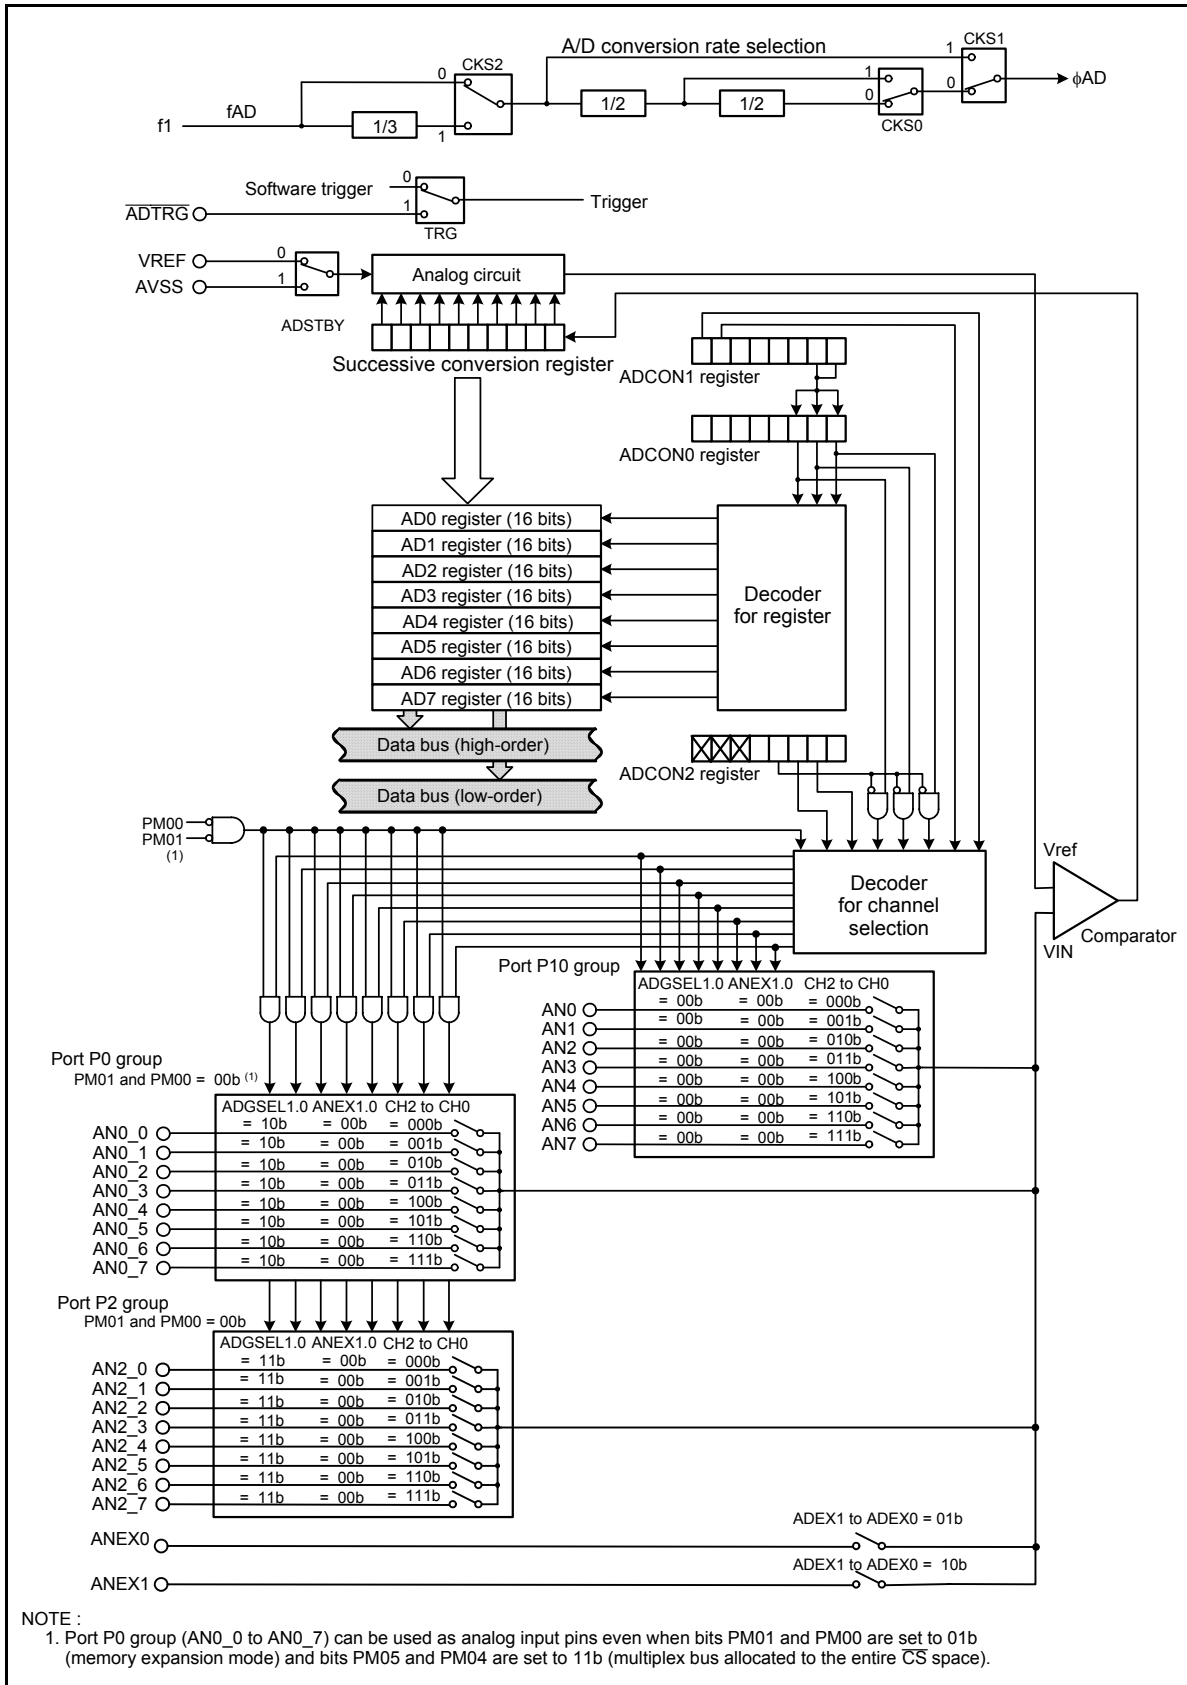 A/D conversion rate selection
CKS2
CKS1
0
1
1
0
fAD
f1
1/3
1
1/2
1/2
0
CKS0
φAD
Software trigger
0
ADTRG
1
TRG
Trigger
VREF
0
AVSS
1
ADSTBY
Analog circuit
Successive conversion register
ADCON1 register
ADCON0 register
AD0 register (16 bits)
AD1 register (16 bits)
AD2 register (16 bits)
AD3 register (16 bits)
AD4 register (16 bits)
AD5 register (16 bits)
AD6 register (16 bits)
AD7 register (16 bits)
Decoder
for register
Data bus (high-order)
Data bus (low-order)
ADCON2 register
PM00
PM01
(1)
Decoder
for channel
selection
Vref
VIN
Comparator
Port P10 group
ADGSEL1.0 ANEX1.0 CH2 to CH0
AN0 = 00b = 00b = 000b
AN1 = 00b = 00b = 001b
AN2 = 00b = 00b = 010b
AN3 = 00b = 00b = 011b
AN4 = 00b = 00b = 100b
AN5 = 00b = 00b = 101b
AN6 = 00b = 00b = 110b
AN7 = 00b = 00b = 111b
Port P0 group
PM01 and PM00 = 00b (1)
ADGSEL1.0 ANEX1.0 CH2 to CH0
AN0_0 = 10b = 00b = 000b
AN0_1 = 10b = 00b = 001b
AN0_2 = 10b = 00b = 010b
AN0_3 = 10b = 00b = 011b
AN0_4 = 10b = 00b = 100b
AN0_5 = 10b = 00b = 101b
AN0_6 = 10b = 00b = 110b
AN0_7 = 10b = 00b = 111b
Port P2 group
PM01 and PM00 = 00b
ADGSEL1.0 ANEX1.0 CH2 to CH0
AN2_0 = 11b = 00b = 000b
AN2_1 = 11b = 00b = 001b
AN2_2 = 11b = 00b = 010b
AN2_3 = 11b = 00b = 011b
AN2_4 = 11b = 00b = 100b
AN2_5 = 11b = 00b = 101b
AN2_6 = 11b = 00b = 110b
AN2_7 = 11b = 00b = 111b
ADEX1 to ADEX0 = 01b
ANEX0
ADEX1 to ADEX0 = 10b
ANEX1
NOTE :
1. Port P0 group (AN0_0 to AN0_7) can be used as analog input pins even when bits PM01 and PM00 are set to 01b
(memory expansion mode) and bits PM05 and PM04 are set to 11b (multiplex bus allocated to the entire CS space).